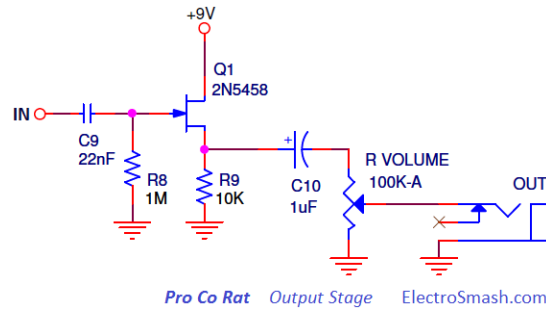 +9V
Q1
2N5458
IN
C9
22nF
R8
1M
R9
10K
+
C10
1uF
R VOLUME
100K-A
OUT
Pro Co Rat Output Stage ElectroSmash.com